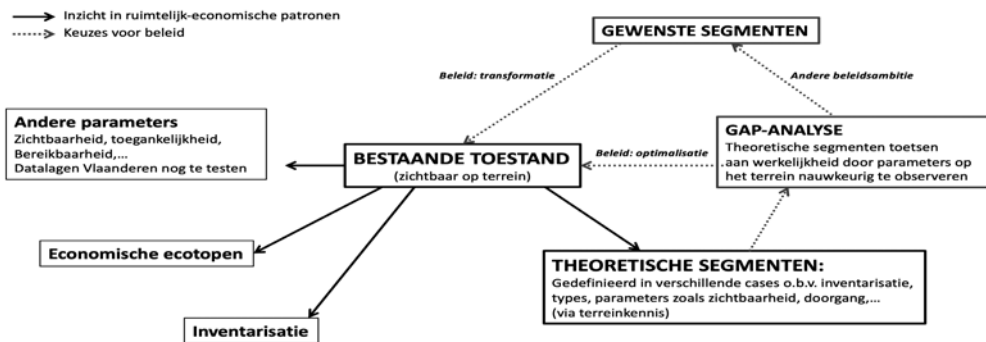 Inzicht in ruimtelijk-economische patronen
Keuzes voor beleid
GEWENSTE SEGMENTEN
Beleid: transformatie
Andere beleidsambitie
Andere parameters
Zichtbaarheid, toegankelijkheid,
Bereikbaarheid,...
Datalagen Vlaanderen nog te testen
BESTAANDE TOESTAND
(zichtbaar op terrein)
Beleid: optimalisatie
GAP-ANALYSE
Theoretische segmenten toetsen
aan werkelijkheid door parameters op
het terrein nauwkeurig te observeren
Economische ecotopen
THEORETISCHE SEGMENTEN:
Gedefinieerd in verschillende cases o.b.v. inventarisatie,
types, parameters zoals zichtbaarheid, doorgang,...
(via terreinkennis)
Inventarisatie